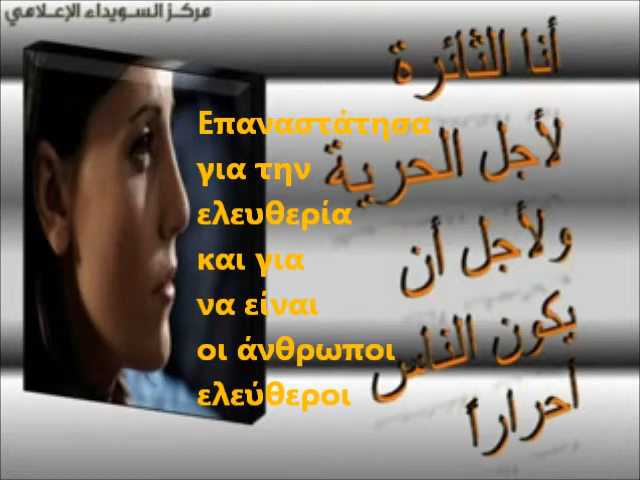 مركز السويداء الإعلامي
أنا الثائرة
لأجل الحرية
ولأجل أن
يكون الناس
أحراراً
Επαναστάτησα
για την
ελευθερία
και για
να είναι
οι άνθρωποι
ελεύθεροι